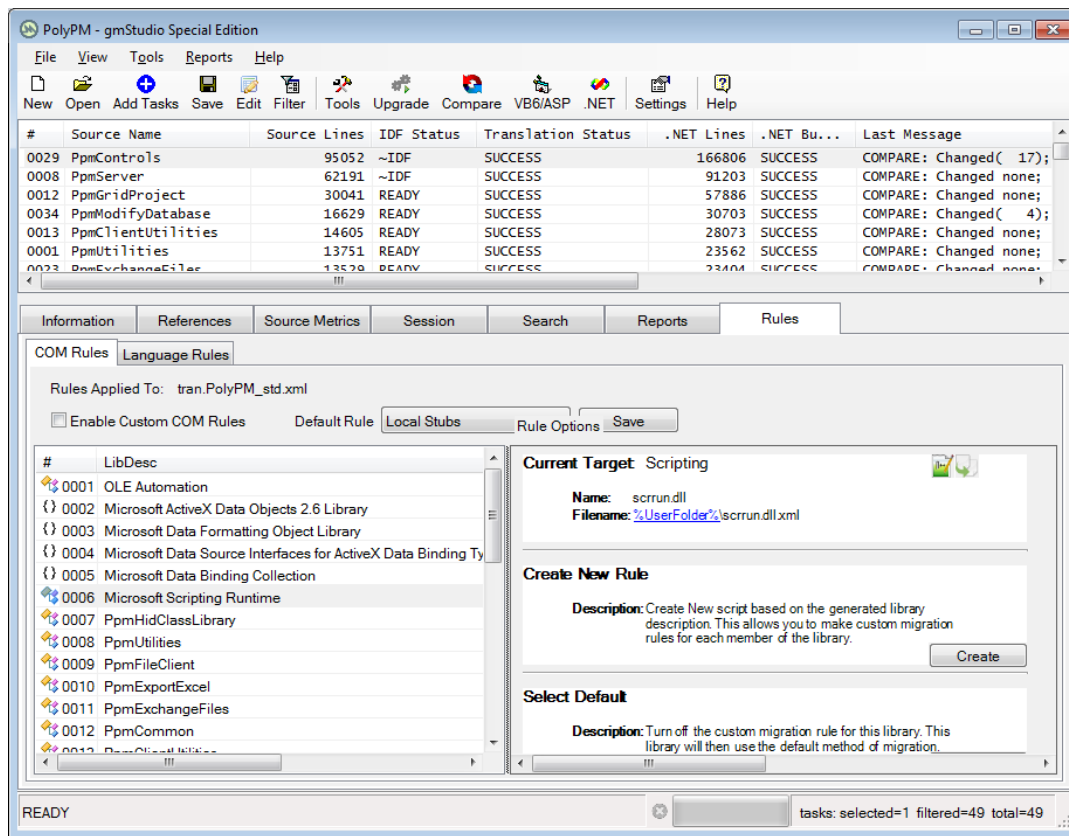 PolyPM - gmStudio Special Edition
File View Tools Reports Help
New Open Add Tasks Save Edit Filter Tools Upgrade Compare VB6/ASP .NET Settings Help
# Source Name Source Lines IDF Status Translation Status .NET Lines .NET Bu... Last Message
0029 PpmControls 95052 ~IDF SUCCESS 166806 SUCCESS COMPARE: Changed( 17);
0008 PpmServer 62191 ~IDF SUCCESS 91203 SUCCESS COMPARE: Changed none;
0012 PpmGridProject 30041 READY SUCCESS 57886 SUCCESS COMPARE: Changed none;
0034 PpmModifyDatabase 16629 READY SUCCESS 30703 SUCCESS COMPARE: Changed( 4);
0013 PpmClientUtilities 14605 READY SUCCESS 28073 SUCCESS COMPARE: Changed none;
0001 PpmUtilities 13751 READY SUCCESS 23562 SUCCESS COMPARE: Changed none;
0023 PpmExchangeFiles 13529 READY SUCCESS 23404 SUCCESS COMPARE: Changed none;
Information References Source Metrics Session Search Reports Rules
COM Rules Language Rules
Rules Applied To: tran.PolyPM_std.xml
Enable Custom COM Rules Default Rule Local Stubs Rule Options Save
# LibDesc
0001 OLE Automation
0002 Microsoft ActiveX Data Objects 2.6 Library
0003 Microsoft Data Formatting Object Library
0004 Microsoft Data Source Interfaces for ActiveX Data Binding Ty
0005 Microsoft Data Binding Collection
0006 Microsoft Scripting Runtime
0007 PpmHidClassLibrary
0008 PpmUtilities
0009 PpmFileClient
0010 PpmExportExcel
0011 PpmExchangeFiles
0012 PpmCommon
0013 PpmClientUtilities
Current Target: Scripting
Name: scrrun.dll
Filename: %UserFolder%\scrrun.dll.xml
Create New Rule
Description: Create New script based on the generated library
description. This allows you to make custom migration
rules for each member of the library.
Create
Select Default
Description: Turn off the custom migration rule for this library. This
library will then use the default method of migration.
READY tasks: selected=1 filtered=49 total=49